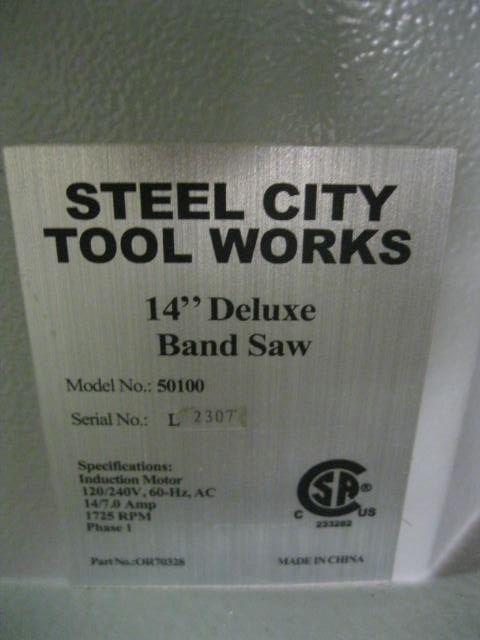 STEEL CITY
TOOL WORKS
14” Deluxe
Band Saw
Model No.: 50100
Serial No.: L 2307
Specifications:
Induction Motor
120/240V, 60-Hz, AC
14/7.0 Amp
1725 RPM
Phase 1
CSA ®
C US
233282
Part No.: OR70328
MADE IN CHINA